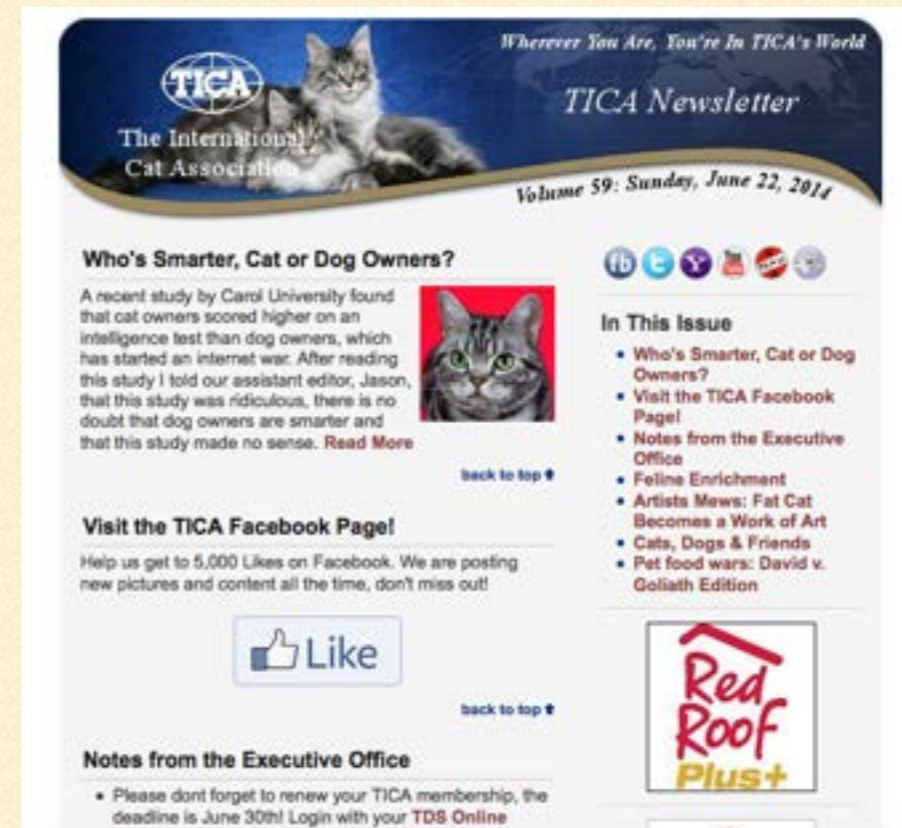 Wherever You Are, You're In TICA's World
TICA
TICA Newsletter
The International
Cat Association
Volume 59: Sunday, June 22, 2014
Who's Smarter, Cat or Dog Owners?
A recent study by Carol University found
that cat owners scored higher on an
intelligence test than dog owners, which
has started an internet war. After reading
this study I told our assistant editor, Jason,
that this study was ridiculous, there is no
doubt that dog owners are smarter and
that this study made no sense. Read More
back to top
Visit the TICA Facebook Page!
Help us get to 5,000 Likes on Facebook. We are posting
new pictures and content all the time, don't miss out!
Like
back to top
Notes from the Executive Office
• Please dont forget to renew your TICA membership, the
deadline is June 30th! Login with your TDS Online
In This Issue
• Who's Smarter, Cat or Dog
Owners?
• Visit the TICA Facebook
Page!
• Notes from the Executive
Office
• Feline Enrichment
• Artists Mews: Fat Cat
Becomes a Work of Art
• Cats, Dogs & Friends
• Pet food wars: David v.
Goliath Edition
Red
Roof
Plus+